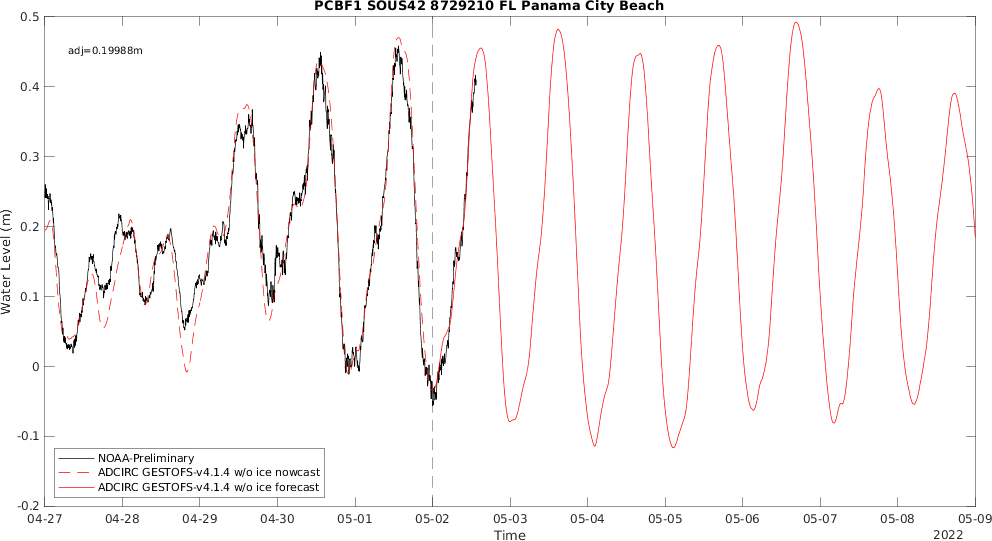 PCBF1 SOUS42 8729210 FL Panama City Beach
0.5
adj=0.19988m
0.4
0.3
0.2
0.1
0
-0.1
-0.2
Water Level (m)
NOAA-Preliminary
ADCIRC GESTOFS-v4.1.4 w/o ice nowcast
ADCIRC GESTOFS-v4.1.4 w/o ice forecast
04-27 04-28 04-29 04-30 05-01 05-02 05-03 05-04 05-05 05-06 05-07 05-08 05-09
Time
2022